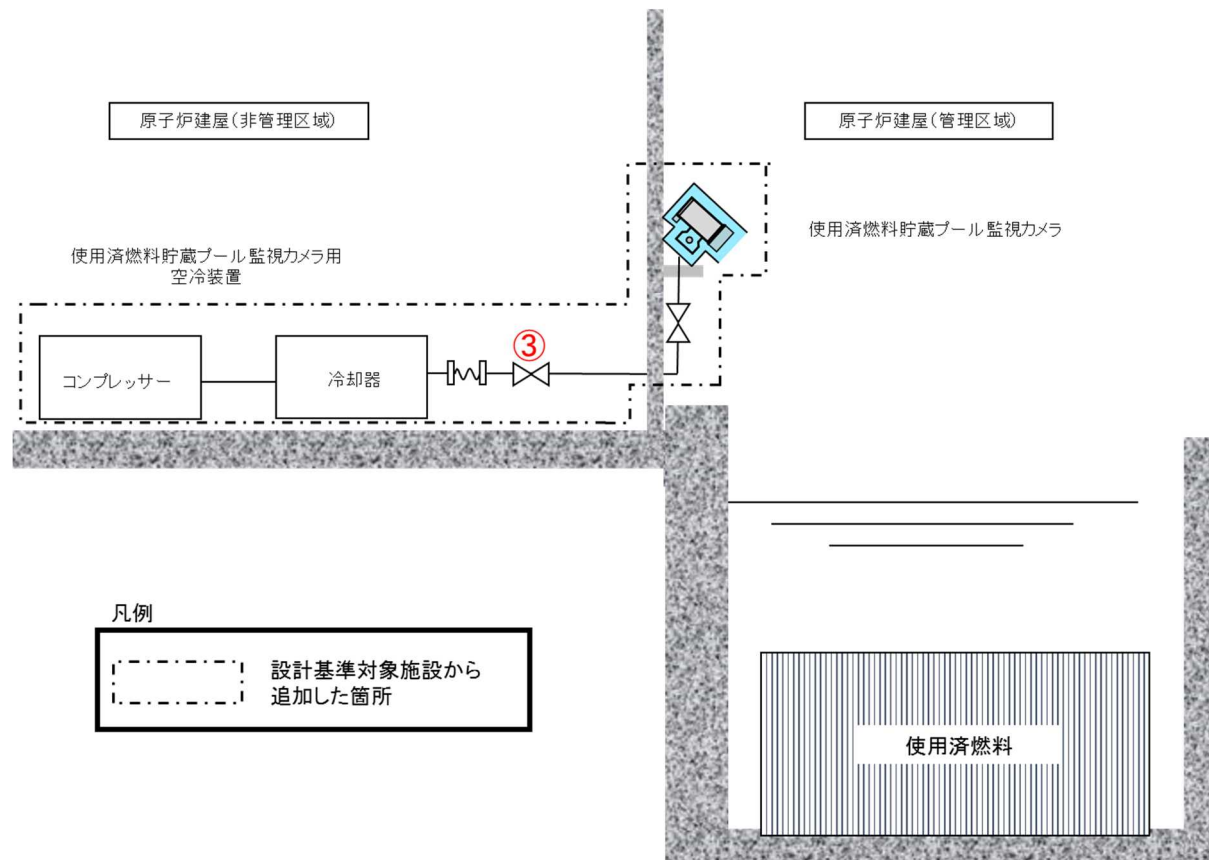 原子炉建屋(非管理区域)
原子炉建屋(管理区域)
使用済燃料貯蔵プール監視カメラ
使用済燃料貯蔵プール監視カメラ用
空冷装置
③
コンプレッサー
冷却器
凡例
設計基準対象施設から
追加した箇所
使用済燃料